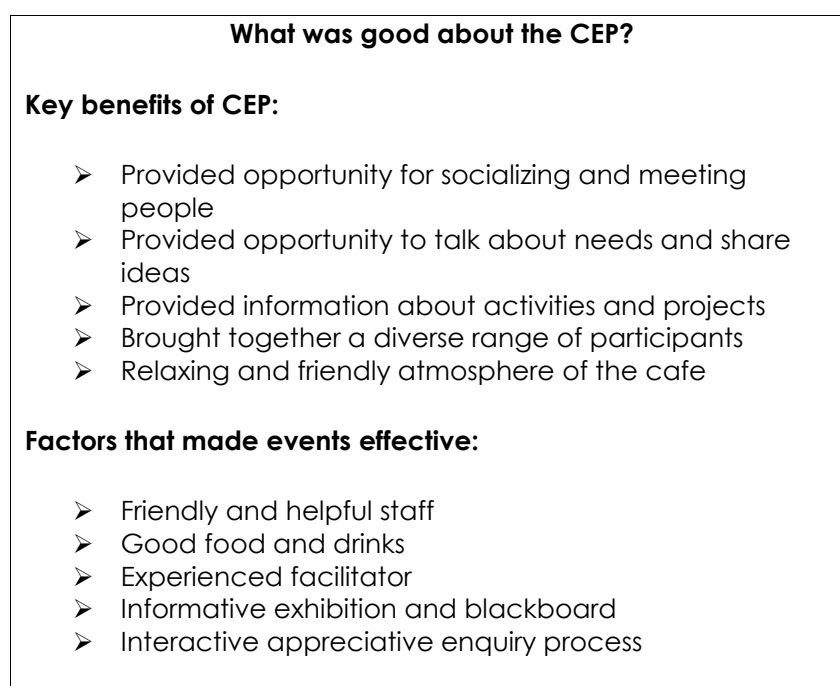 What was good about the CEP?
Key benefits of CEP:
➢ Provided opportunity for socializing and meeting
people
➢ Provided opportunity to talk about needs and share
ideas
➢ Provided information about activities and projects
➢ Brought together a diverse range of participants
➢ Relaxing and friendly atmosphere of the cafe
Factors that made events effective:
➢ Friendly and helpful staff
➢ Good food and drinks
➢ Experienced facilitator
➢ Informative exhibition and blackboard
➢ Interactive appreciative enquiry process